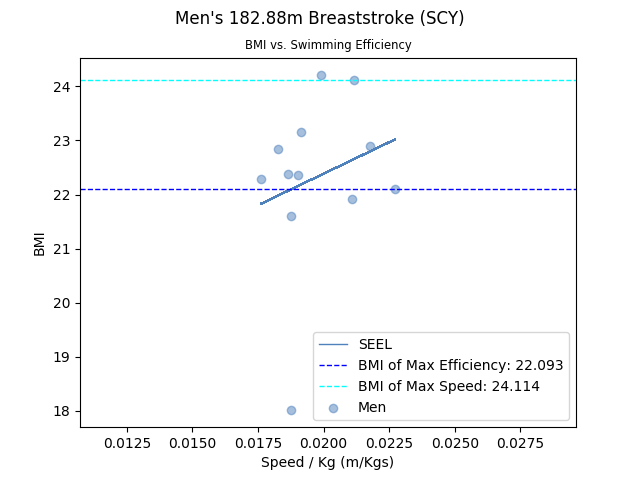 Men's 182.88m Breaststroke (SCY)
BMI vs. Swimming Efficiency
24
23
22
21
20
19
18
BMI
SEEL
BMI of Max Efficiency: 22.093
BMI of Max Speed: 24.114
Men
0.0125 0.0150 0.0175 0.0200 0.0225 0.0250 0.0275
Speed / Kg (m/Kgs)